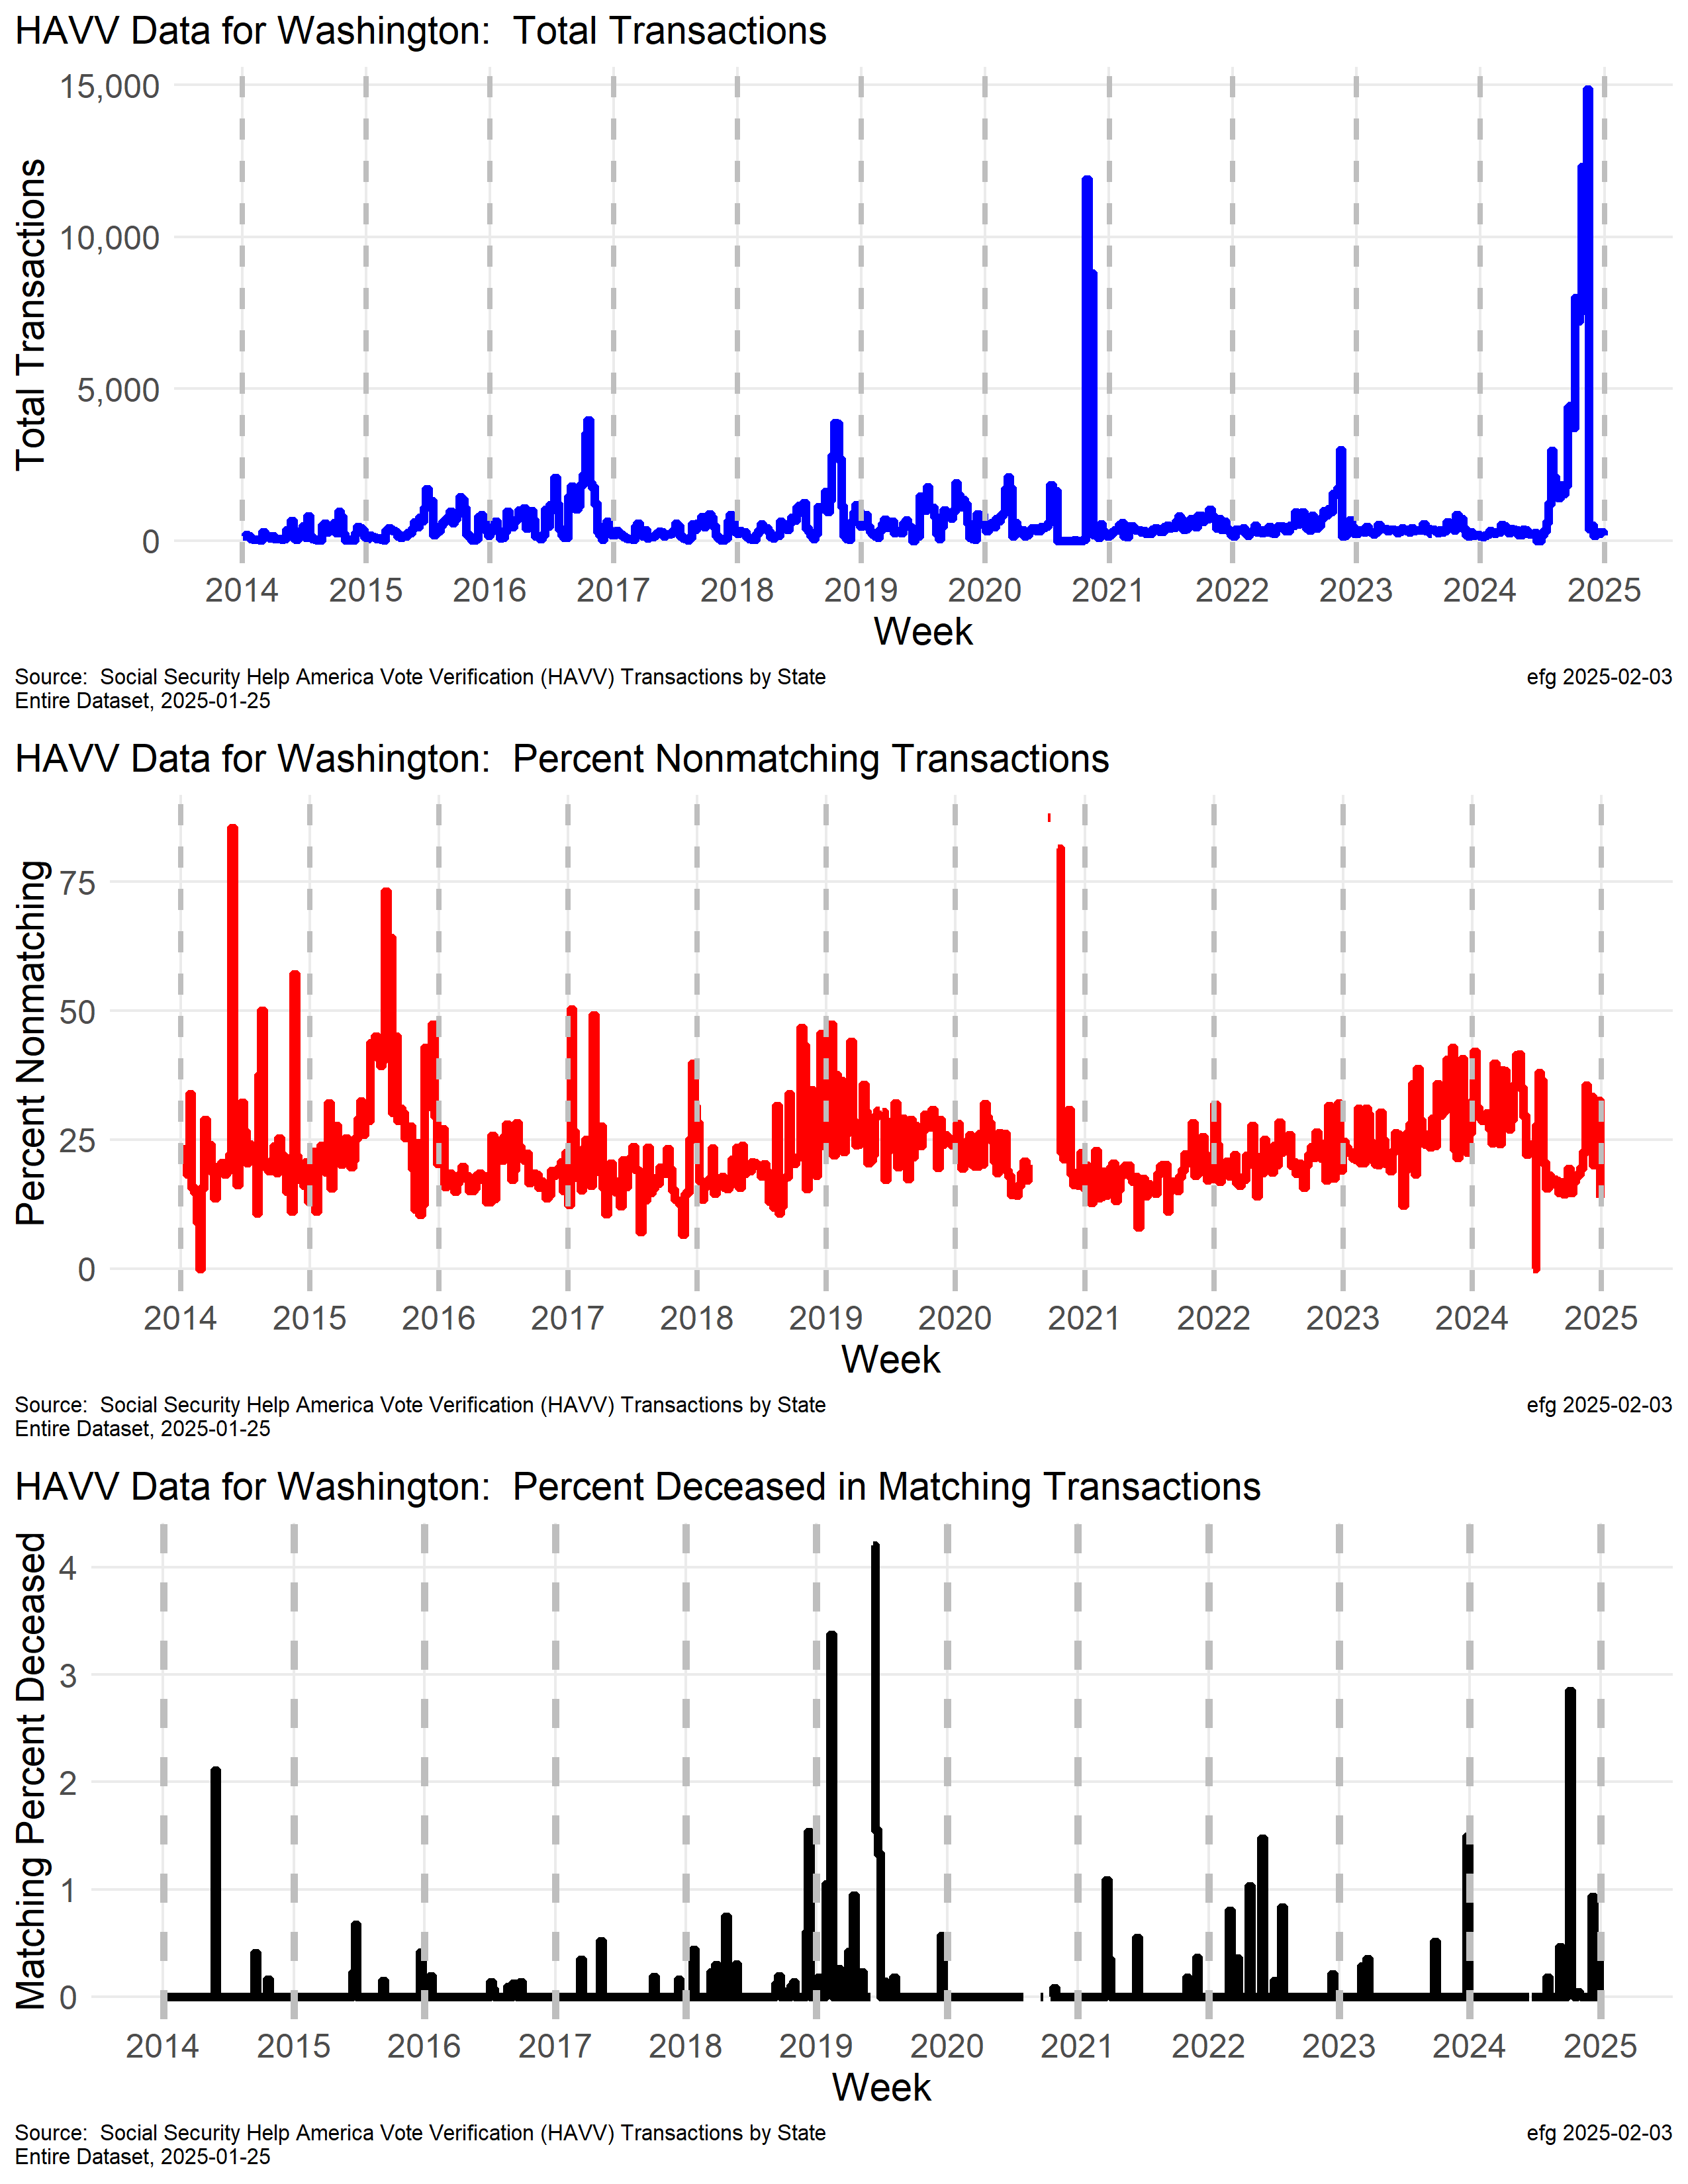 HAVV Data for Washington:  Total Transactions
15,000
10,000
5,000
0
Total Transactions
2014 2015 2016 2017 2018 2019 2020 2021 2022 2023 2024 2025
Week
Source:  Social Security Help America Vote Verification (HAVV) Transactions by State efg 2025-02-03
Entire Dataset, 2025-01-25
HAVV Data for Washington:  Percent Nonmatching Transactions
75
50
25
0
Percent Nonmatching
2014 2015 2016 2017 2018 2019 2020 2021 2022 2023 2024 2025
Week
Source:  Social Security Help America Vote Verification (HAVV) Transactions by State efg 2025-02-03
Entire Dataset, 2025-01-25
HAVV Data for Washington:  Percent Deceased in Matching Transactions
4
3
2
1
0
Matching Percent Deceased
2014 2015 2016 2017 2018 2019 2020 2021 2022 2023 2024 2025
Week
Source:  Social Security Help America Vote Verification (HAVV) Transactions by State efg 2025-02-03
Entire Dataset, 2025-01-25